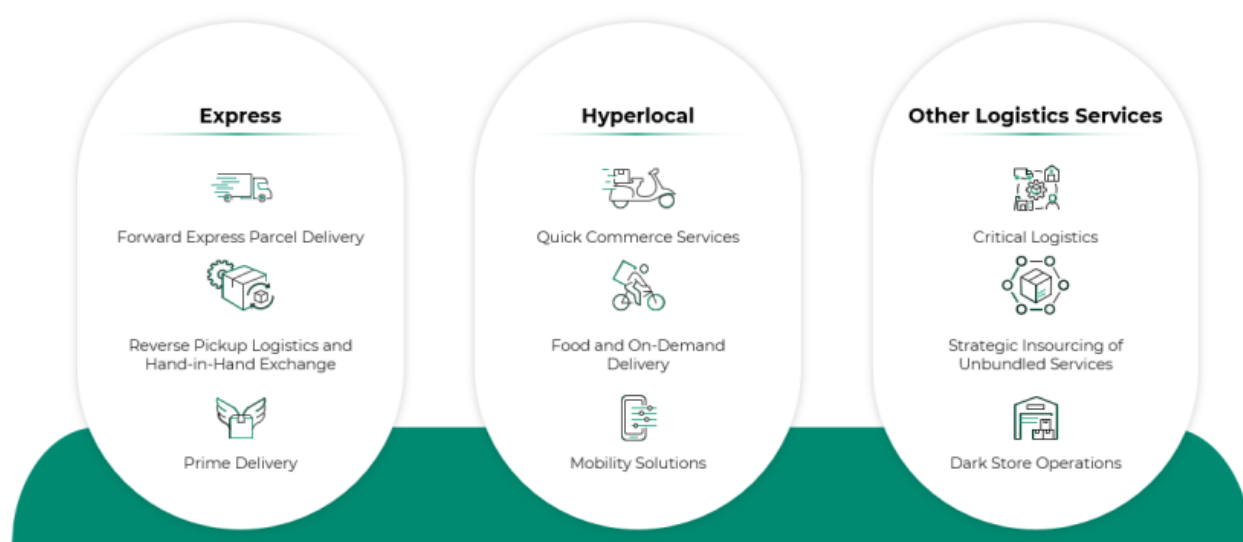 Express
Forward Express Parcel Delivery
Reverse Pickup Logistics and
Hand-in-Hand Exchange
Prime Delivery
Hyperlocal
Quick Commerce Services
Food and On-Demand
Delivery
Mobility Solutions
Other Logistics Services
Critical Logistics
Strategic Insourcing of
Unbundled Services
Dark Store Operations